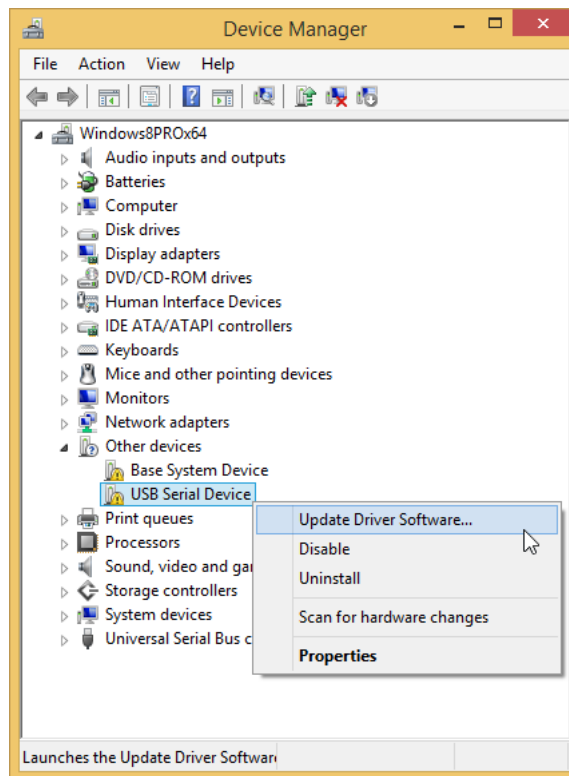 Device Manager
File Action View Help
Windows8PROx64
Audio inputs and outputs
Batteries
Computer
Disk drives
Display adapters
DVD/CD-ROM drives
Human Interface Devices
IDE ATA/ATAPI controllers
Keyboards
Mice and other pointing devices
Monitors
Network adapters
Other devices
Base System Device
USB Serial Device
Print queues
Processors
Sound, video and
Storage controllers
System devices
Universal Serial Bus
Update Driver Software...
Disable
Uninstall
Scan for hardware changes
Properties
Launches the Update Driver